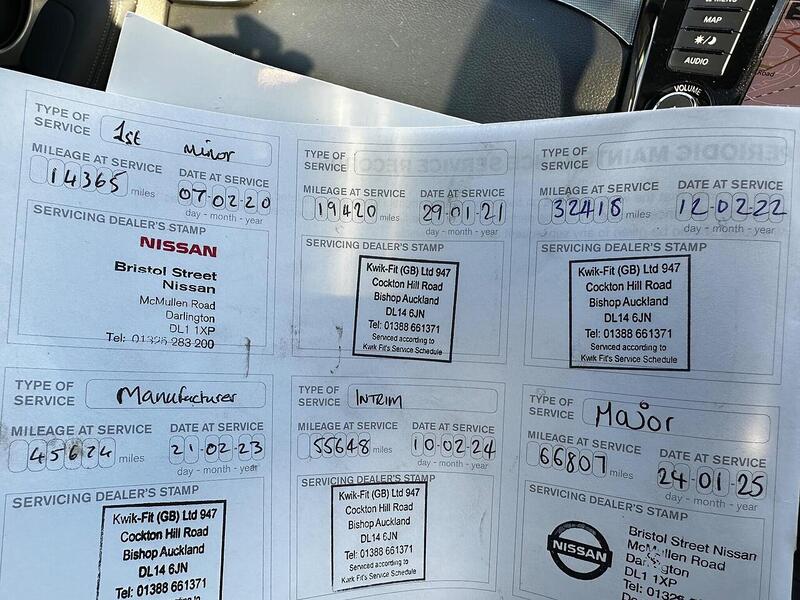 MENU
MAP
AUDIO
VOLUME
Road
TYPE OF SERVICE 1st minor
MILEAGE AT SERVICE
14365 miles
DATE AT SERVICE
07-02-20
day - month - year
SERVICING DEALER'S STAMP
NISSAN
Bristol Street
Nissan
McMullen Road
Darlington
DL1 1XP
Tel: 01325 283 200
TYPE OF SERVICE
MILEAGE AT SERVICE
19420 miles
DATE AT SERVICE
29-01-21
day - month - year
SERVICING DEALER'S STAMP
Kwik-Fit (GB) Ltd 947
Cockton Hill Road
Bishop Auckland
DL14 6JN
Tel: 01388 661371
Serviced according to
Kwik Fit's Service Schedule
TYPE OF SERVICE
MILEAGE AT SERVICE
32418 miles
DATE AT SERVICE
12-02-22
day - month - year
SERVICING DEALER'S STAMP
Kwik-Fit (GB) Ltd 947
Cockton Hill Road
Bishop Auckland
DL14 6JN
Tel: 01388 661371
Serviced according to
Kwik Fit's Service Schedule
TYPE OF SERVICE Manufacturer
MILEAGE AT SERVICE
45624 miles
DATE AT SERVICE
21-02-23
day - month - year
SERVICING DEALER'S STAMP
Kwik-Fit (GB) Ltd 947
Cockton Hill Road
Bishop Auckland
DL14 6JN
Tel: 01388 661371
Serviced according to
TYPE OF SERVICE INTRIM
MILEAGE AT SERVICE
55648 miles
DATE AT SERVICE
10-02-24
day - month - year
SERVICING DEALER'S STAMP
Kwik-Fit (GB) Ltd 947
Cockton Hill Road
Bishop Auckland
DL14 6JN
Tel: 01388 661371
Serviced according to
Kwik Fit's Service Schedule
TYPE OF SERVICE Major
MILEAGE AT SERVICE
66807 miles
DATE AT SERVICE
24-01-25
day - month - year
SERVICING DEALER'S STAMP
NISSAN
Bristol Street Nissan
McMullen Road
Darlington
DL1 1XP
Tel: 01325